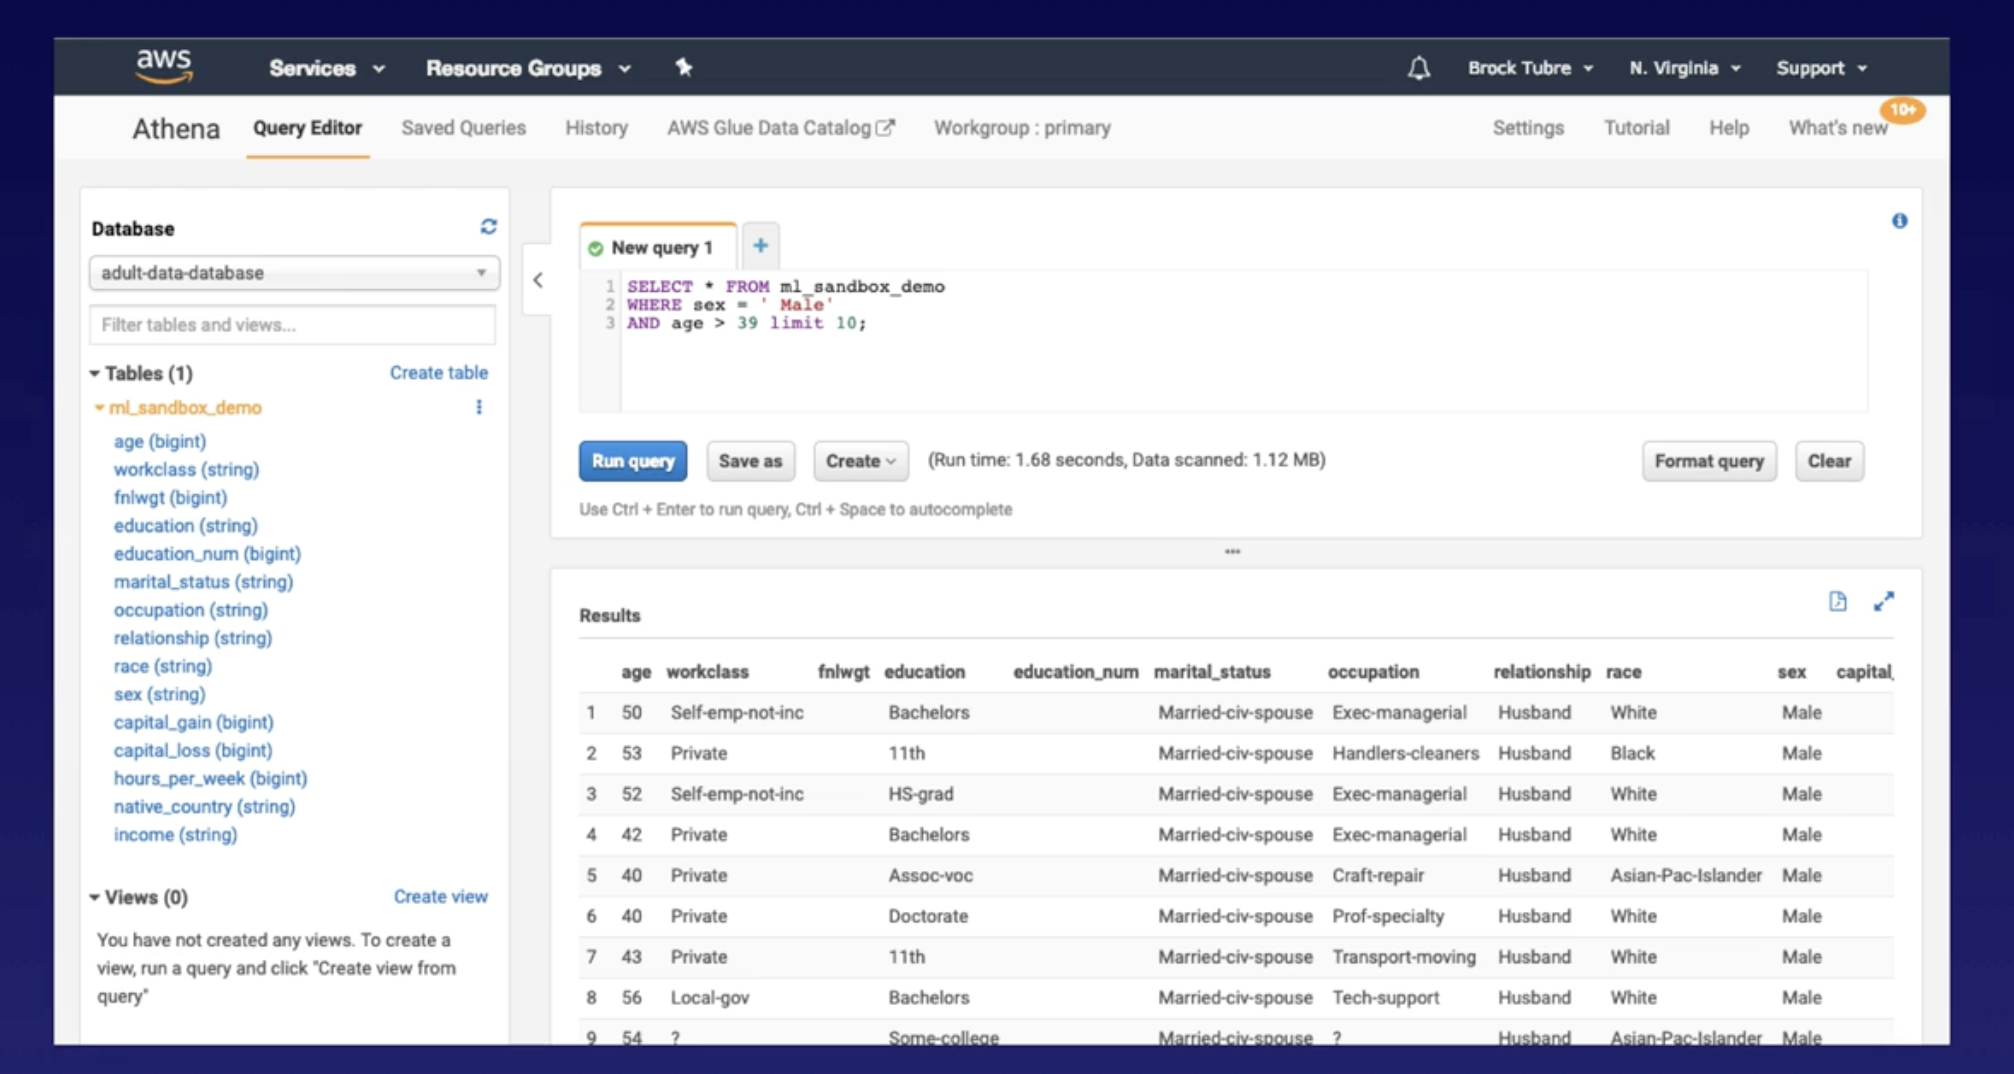 aws Services Resource Groups Brock Tubre N. Virginia Support
Athena Query Editor Saved Queries History AWS Glue Data Catalog Workgroup : primary Settings Tutorial Help What's new 10+
Database
adult-data-database
Filter tables and views...
Tables (1) Create table
ml_sandbox_demo
age (bigint)
workclass (string)
fnlwgt (bigint)
education (string)
education_num (bigint)
marital_status (string)
occupation (string)
relationship (string)
race (string)
sex (string)
capital_gain (bigint)
capital_loss (bigint)
hours_per_week (bigint)
native_country (string)
income (string)
Views (0) Create view
You have not created any views. To create a
view, run a query and click "Create view from
query"
New query 1 +
1 SELECT * FROM ml_sandbox_demo
2 WHERE sex = ' Male'
3 AND age > 39 limit 10;
Run query Save as Create (Run time: 1.68 seconds, Data scanned: 1.12 MB) Format query Clear
Use Ctrl + Enter to run query, Ctrl + Space to autocomplete
Results
age workclass fnlwgt education education_num marital_status occupation relationship race sex capital_
1 50 Self-emp-not-inc Bachelors Married-civ-spouse Exec-managerial Husband White Male
2 53 Private 11th Married-civ-spouse Handlers-cleaners Husband Black Male
3 52 Self-emp-not-inc HS-grad Married-civ-spouse Exec-managerial Husband White Male
4 42 Private Bachelors Married-civ-spouse Exec-managerial Husband White Male
5 40 Private Assoc-voc Married-civ-spouse Craft-repair Husband Asian-Pac-Islander Male
6 40 Private Doctorate Married-civ-spouse Prof-specialty Husband White Male
7 43 Private 11th Married-civ-spouse Transport-moving Husband White Male
8 56 Local-gov Bachelors Married-civ-spouse Tech-support Husband White Male
9 54 ? Some-college Married-civ-spouse ? Husband Asian-Pac-Islander Male